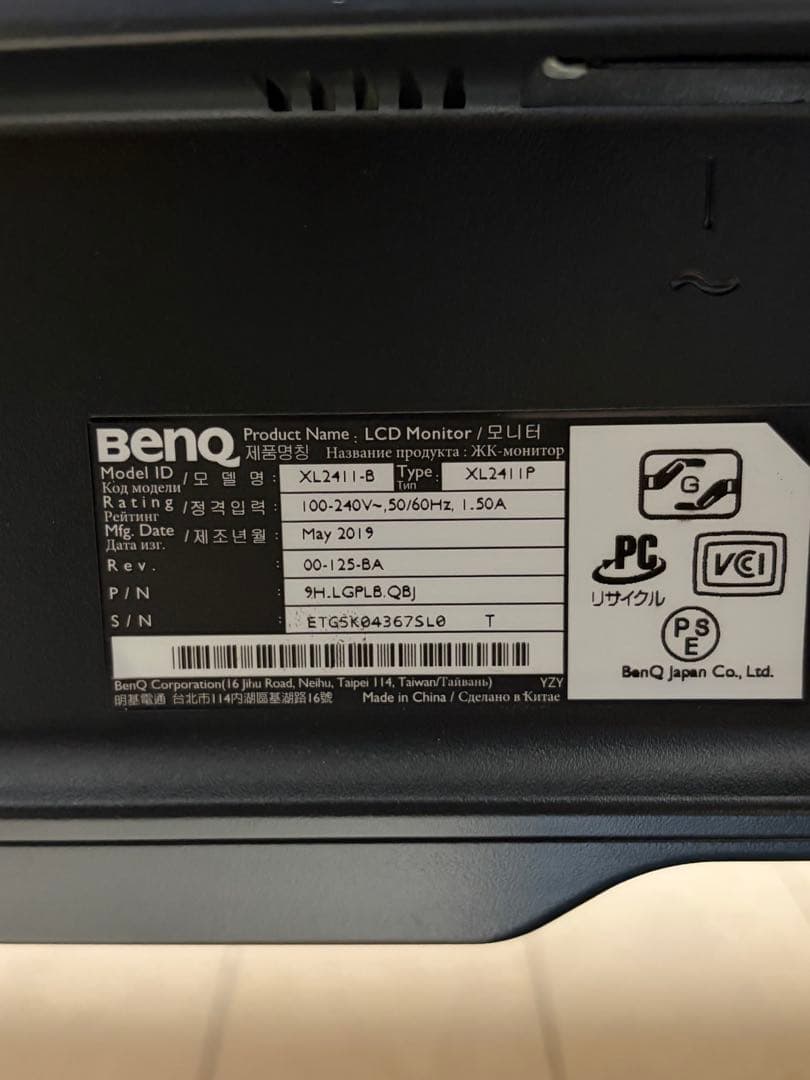 BenQ
Product Name : LCD Monitor / 모니터
제품명칭 Название продукта : ЖК-монитор
Model ID / 모델명 : XL2411-B Type : XL2411P
Код модели Тип
Rating / 정격입력 : 100-240V~,50/60Hz, 1.50A
Рейтинг
Mfg. Date / 제조년월 : May 2019
Дата изг.
Rev. : 00-125-BA
P/N : 9H.LGPLB.QBJ
S/N : ETG5K04367SL0 T
BenQ Corporation(16 Jihu Road, Neihu, Taipei 114, Taiwan/Тайвань) YZY
明基電通 台北市114內湖區基湖路16號 Made in China / Сделано в Китае
G
PC
リサイクル
VCCI
PSE
BenQ Japan Co., Ltd.